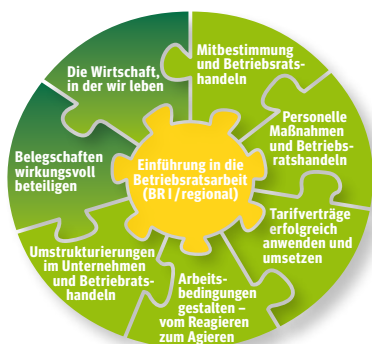 Die Wirtschaft,
in der wir leben
Mitbestimmung
und Betriebsrats-
handeln
Personelle
Maßnahmen
und Betriebs-
ratshandeln
Tarifverträge
erfolgreich
anwenden und
umsetzen
Arbeits-
bedingungen
gestalten –
vom Reagieren
zum Agieren
Umstrukturierungen
im Unternehmen
und Betriebrats-
handeln
Belegschaften
wirkungsvoll
beteiligen
Einführung in die
Betriebsratsarbeit
(BR I / regional)